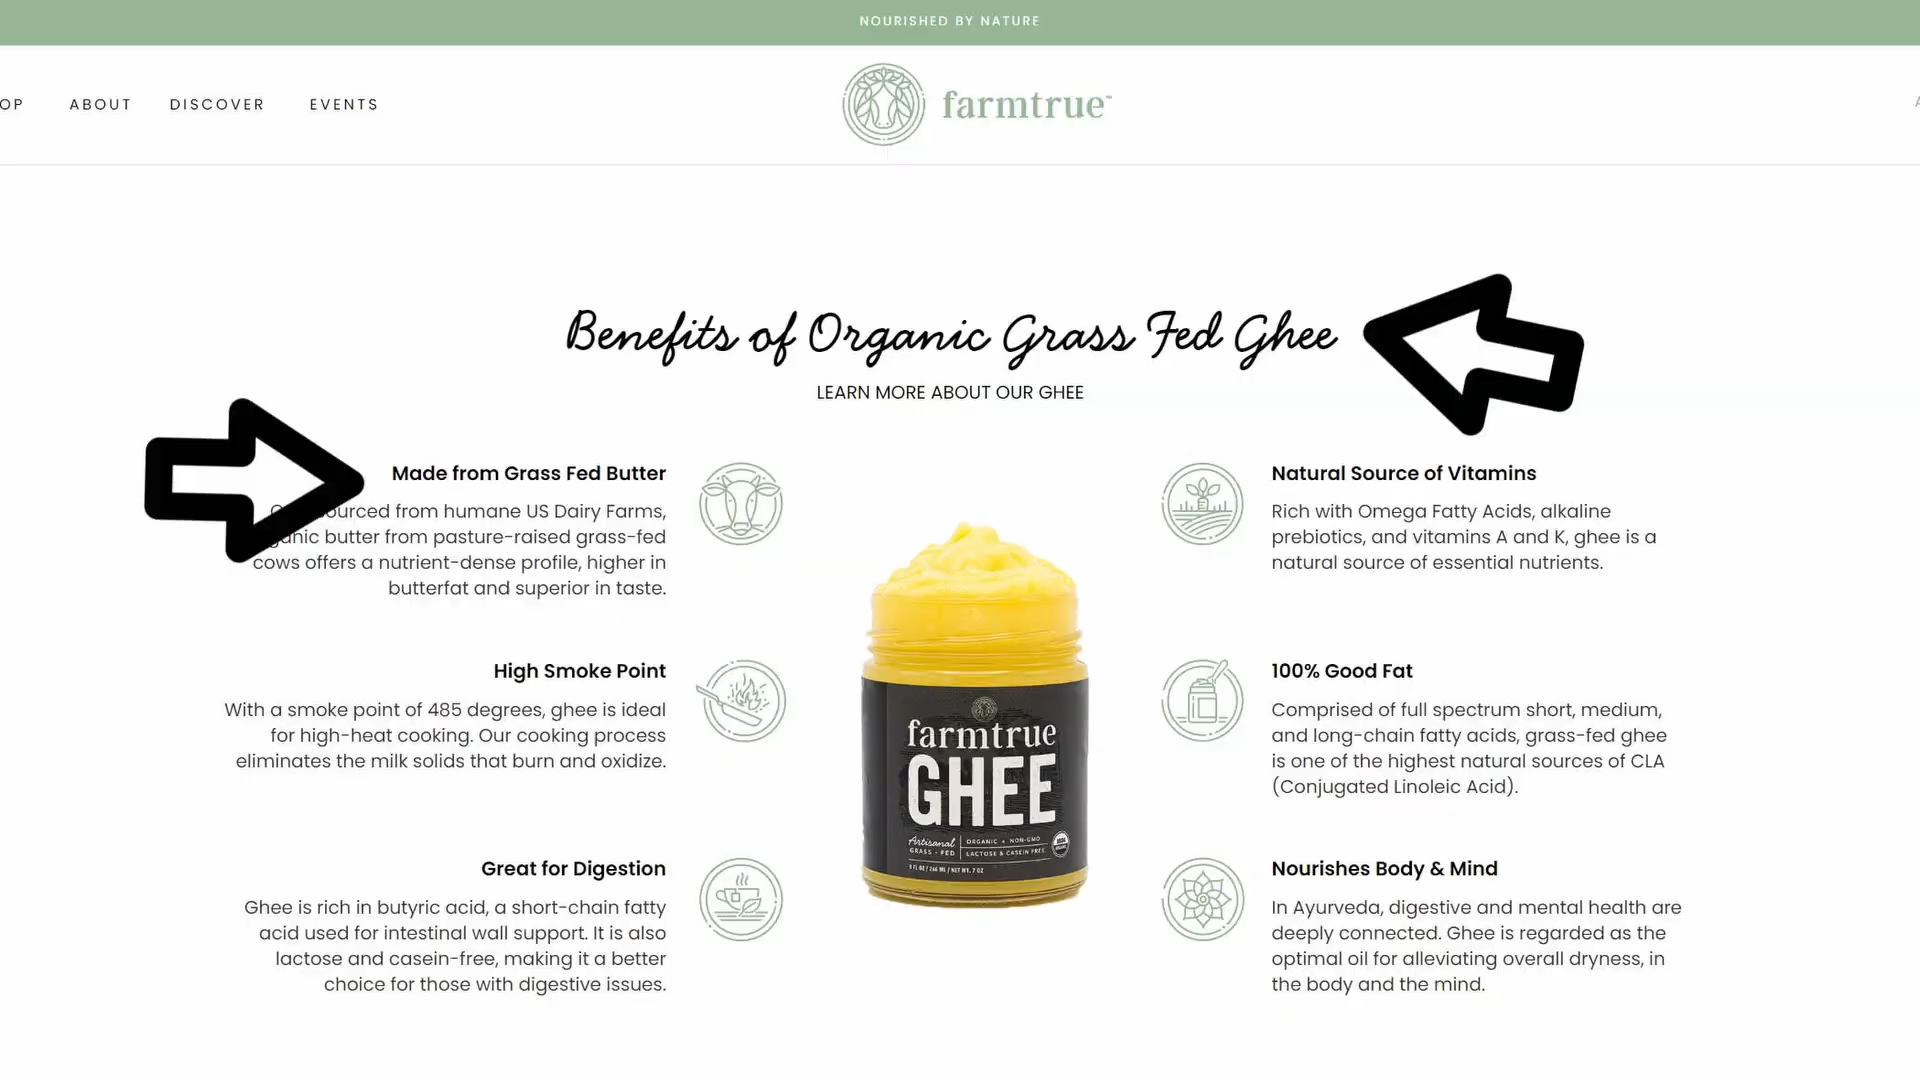 NOURISHED BY NATURE
OP ABOUT DISCOVER EVENTS
farmtrue™
Benefits of Organic Grass Fed Ghee
LEARN MORE ABOUT OUR GHEE
Made from Grass Fed Butter
from humane US Dairy Farms,
butter from pasture-raised grass-fed
cows offers a nutrient-dense profile, higher in
butterfat and superior in taste.
High Smoke Point
With a smoke point of 485 degrees, ghee is ideal
for high-heat cooking. Our cooking process
eliminates the milk solids that burn and oxidize.
Great for Digestion
Ghee is rich in butyric acid, a short-chain fatty
acid used for intestinal wall support. It is also
lactose and casein-free, making it a better
choice for those with digestive issues.
farmtrue
GHEE
Artisanal
GRASS-FED
ORGANIC + NON-GMO
LACTOSE & CASEIN FREE
9 FL OZ / 266 ML / NET WT. 7 OZ
Natural Source of Vitamins
Rich with Omega Fatty Acids, alkaline
prebiotics, and vitamins A and K, ghee is a
natural source of essential nutrients.
100% Good Fat
Comprised of full spectrum short, medium,
and long-chain fatty acids, grass-fed ghee
is one of the highest natural sources of CLA
(Conjugated Linoleic Acid).
Nourishes Body & Mind
In Ayurveda, digestive and mental health are
deeply connected. Ghee is regarded as the
optimal oil for alleviating overall dryness, in
the body and the mind.